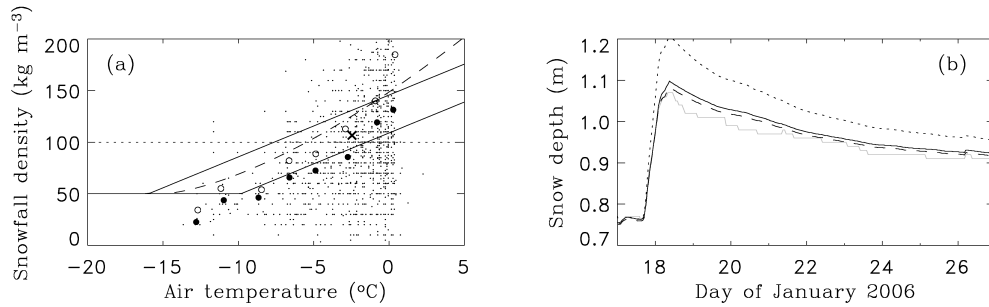 Snowfall density (kg m⁻³)
200
150
100
50
0
(a)
−20 −15 −10 −5 0 5
Air temperature (°C)
Snow depth (m)
1.2
1.1
1.0
0.9
0.8
0.7
(b)
18 20 22 24 26
Day of January 2006